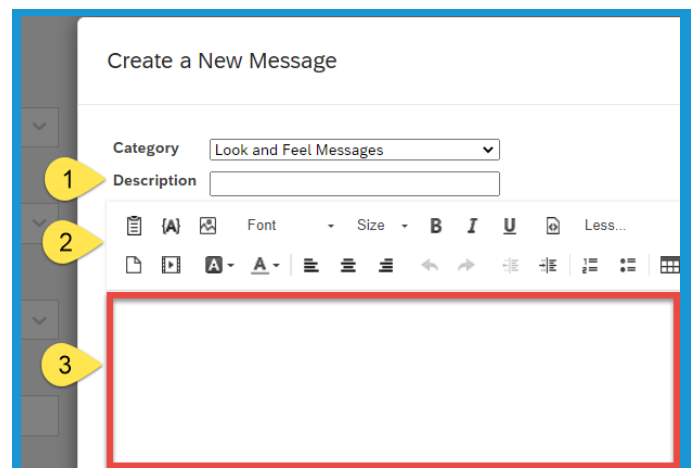 Create a New Message
Category Look and Feel Messages
1 Description
2 {A} Font Size B I U Less...
A A
3